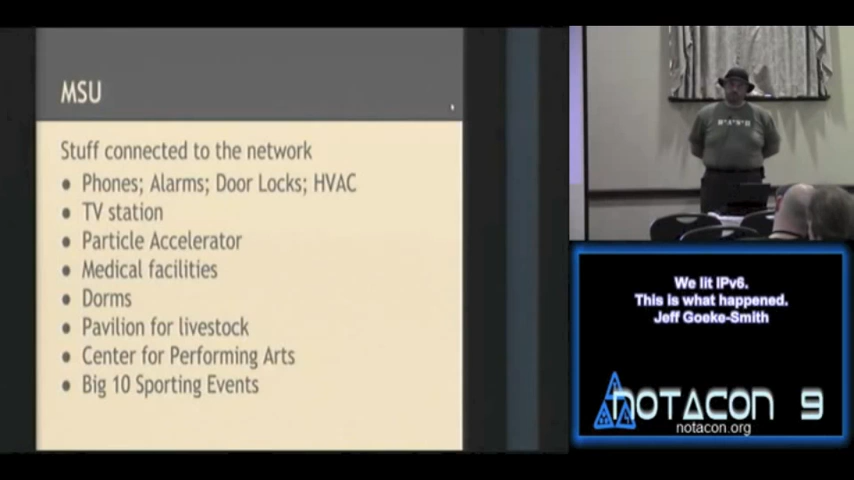 MSU
Stuff connected to the network
• Phones; Alarms; Door Locks; HVAC
• TV station
• Particle Accelerator
• Medical facilities
• Dorms
• Pavilion for livestock
• Center for Performing Arts
• Big 10 Sporting Events
We lit IPv6.
This is what happened.
Jeff Goeke-Smith
NOTACON 9
notacon.org